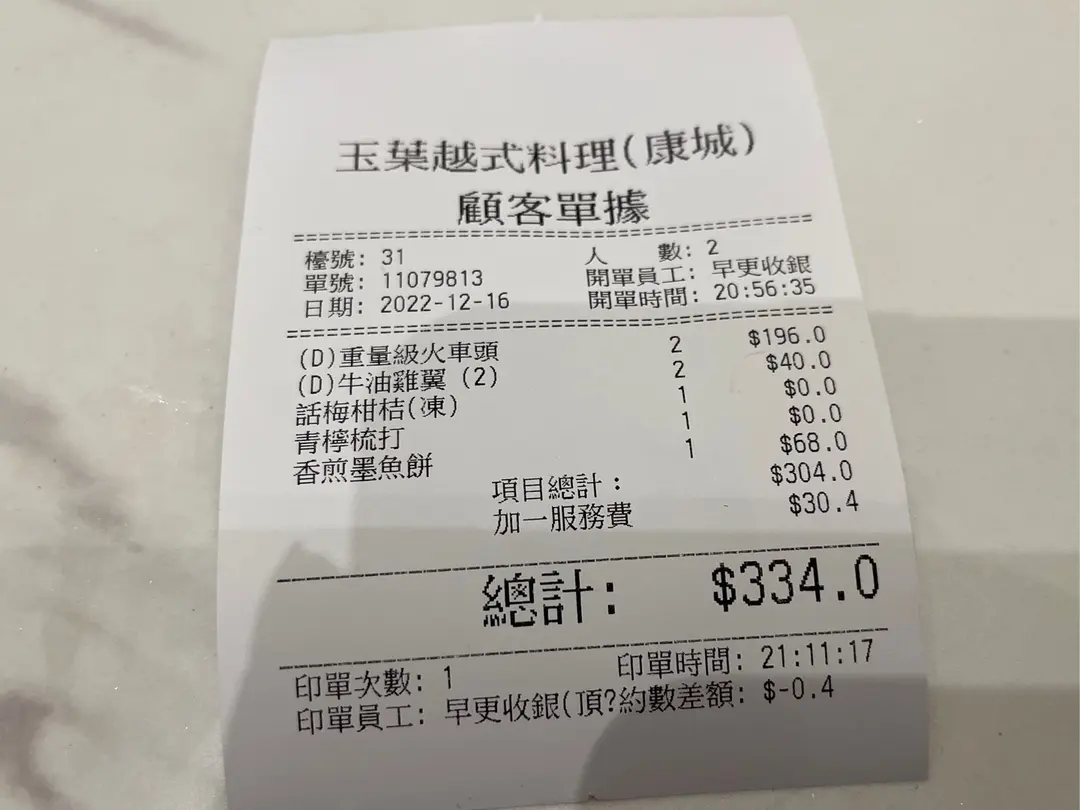 玉葉越式料理(康城)
顧客單據
檯號: 31 人 數: 2
單號: 11079813 開單員工: 早更收銀
日期: 2022-12-16 開單時間: 20:56:35
(D)重量級火車頭 2 $196.0
(D)牛油雞翼 (2) 2 $40.0
話梅柑桔(凍) 1 $0.0
青檸梳打 1 $0.0
香煎墨魚餅 1 $68.0
項目總計: $304.0
加一服務費 $30.4
總計: $334.0
印單次數: 1 印單時間: 21:11:17
印單員工: 早更收銀(頂?約數差額: $-0.4